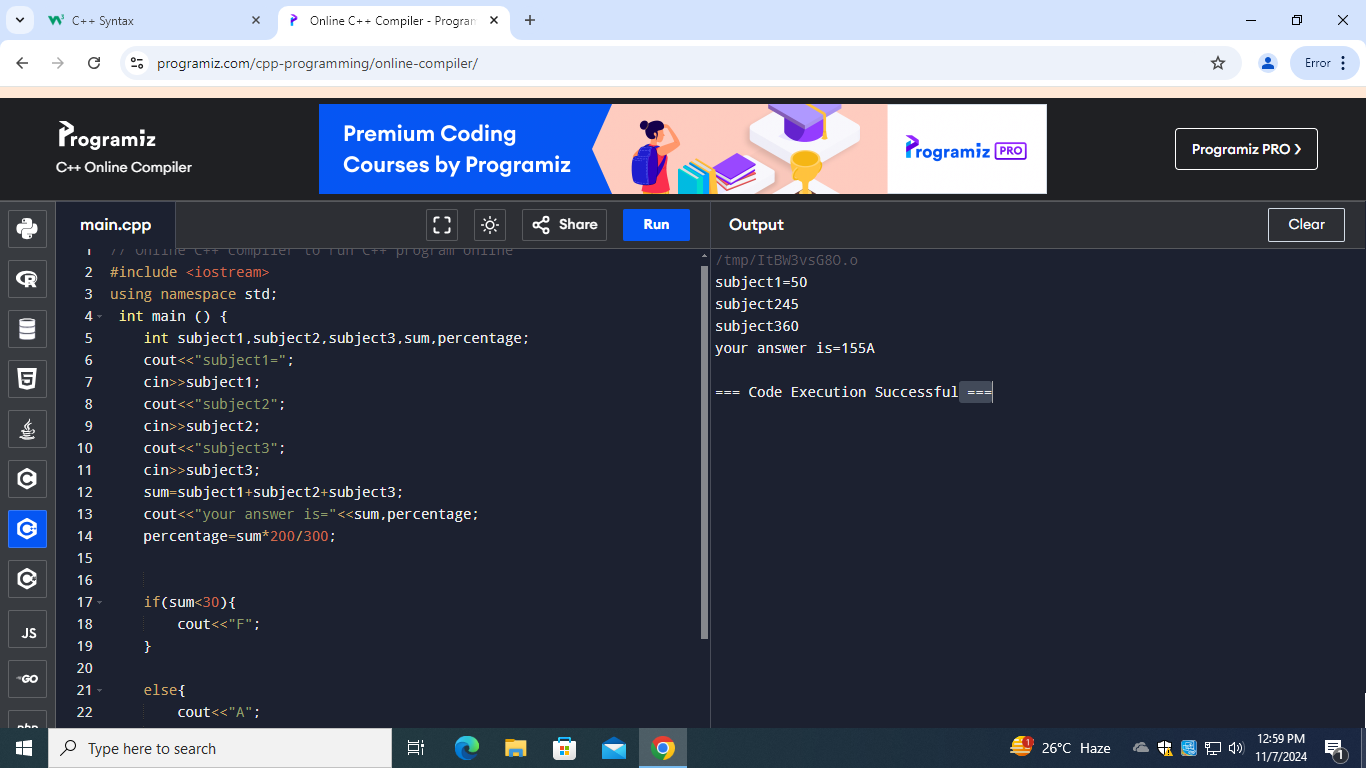 C++ Syntax
Online C++ Compiler - Program
programiz.com/cpp-programming/online-compiler/
Error
Programiz
C++ Online Compiler
Premium Coding
Courses by Programiz
Programiz PRO
Programiz PRO ❯
main.cpp
Share
Run
Output
Clear
1 // Online C++ compiler to run C++ program online
2 #include <iostream>
3 using namespace std;
4 int main () {
5 int subject1,subject2,subject3,sum,percentage;
6 cout<<"subject1=";
7 cin>>subject1;
8 cout<<"subject2";
9 cin>>subject2;
10 cout<<"subject3";
11 cin>>subject3;
12 sum=subject1+subject2+subject3;
13 cout<<"your answer is="<<sum,percentage;
14 percentage=sum*200/300;
15
16
17 if(sum<30){
18 cout<<"F";
19 }
20
21 else{
22 cout<<"A";
/tmp/ItBW3vsG8O.o
subject1=50
subject245
subject360
your answer is=155A
=== Code Execution Successful ===
JS
GO
php
Type here to search
1
26°C Haze
12:59 PM
11/7/2024
1